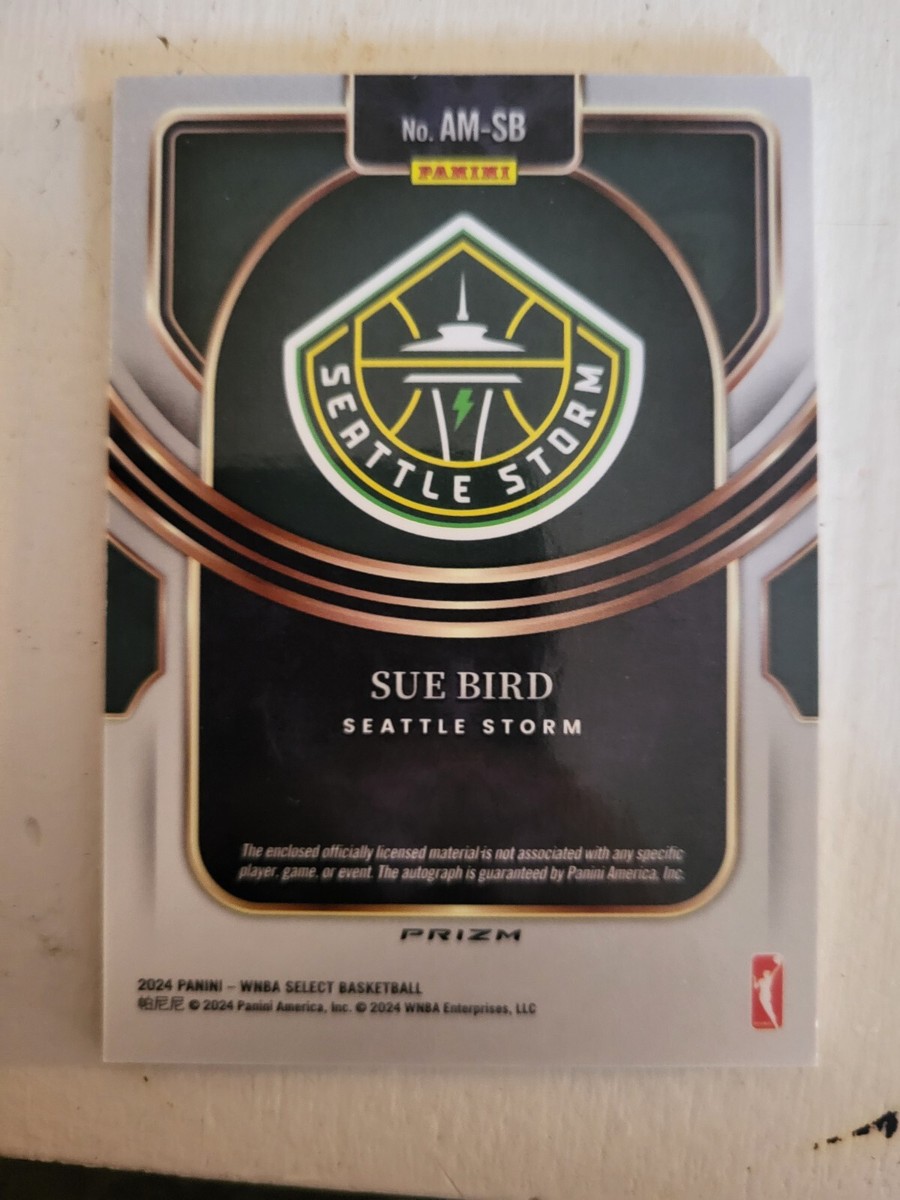 No. AM-SB
PANINI
SEATTLE STORM
SUE BIRD
SEATTLE STORM
The enclosed officially licensed material is not associated with any specific
player, game, or event. The autograph is guaranteed by Panini America, Inc.
PRIZM
2024 PANINI – WNBA SELECT BASKETBALL
帕尼尼 © 2024 Panini America, Inc. © 2024 WNBA Enterprises, LLC